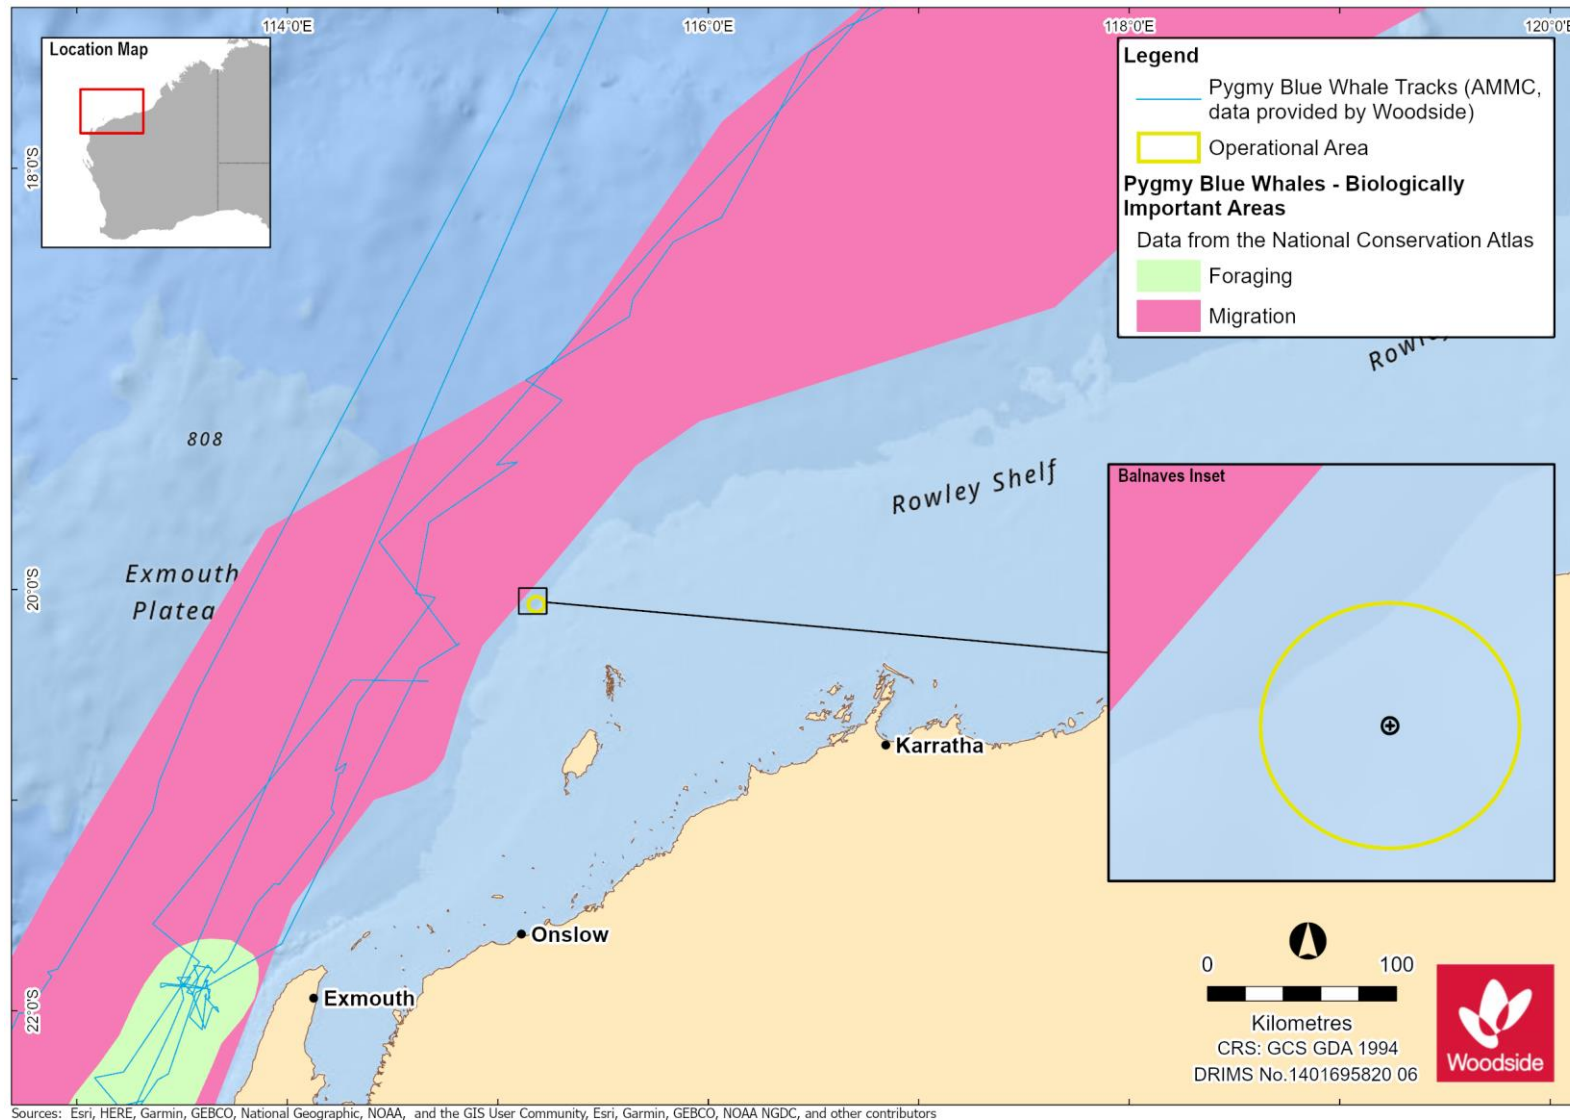 114°0'E
116°0'E
118°0'E
120°0'E
Location Map
18°0'S
20°0'S
22°0'S
Legend
Pygmy Blue Whale Tracks (AMMC,
data provided by Woodside)
Operational Area
Pygmy Blue Whales - Biologically
Important Areas
Data from the National Conservation Atlas
Foraging
Migration
808
Exmouth
Platea
Rowley Shelf
Balnaves Inset
Karratha
Onslow
Exmouth
0 100
Kilometres
CRS: GCS GDA 1994
DRIMS No.1401695820 06
Woodside
Sources: Esri, HERE, Garmin, GEBCO, National Geographic, NOAA, and the GIS User Community, Esri, Garmin, GEBCO, NOAA NGDC, and other contributors